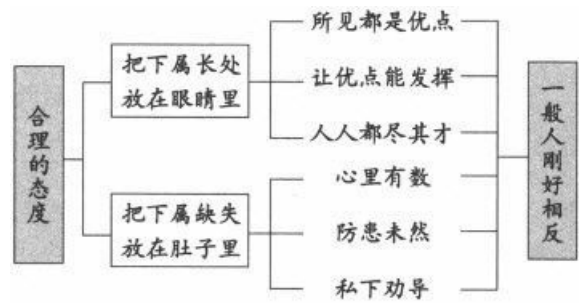 合理的态度
把下属长处
放在眼睛里
所见都是优点
让优点能发挥
人人都尽其才
把下属缺失
放在肚子里
心里有数
防患未然
私下劝导
一般人刚好相反